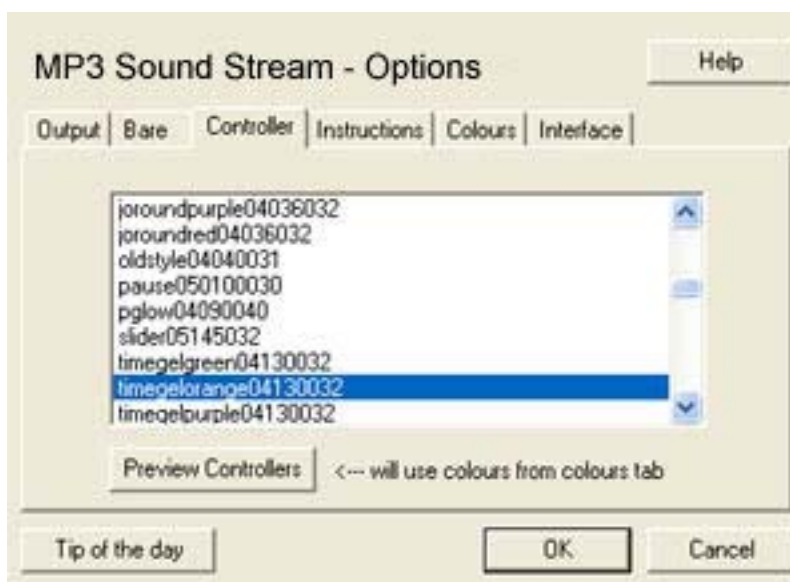 MP3 Sound Stream - Options
Help
Output Bare Controller Instructions Colours Interface
joroundpurple04036032
joroundred04036032
oldstyle04040031
pause050100030
pglow04090040
slider05145032
timegelgreen04130032
timegelorange04130032
timegelpurple04130032
Preview Controllers <--- will use colours from colours tab
Tip of the day OK Cancel